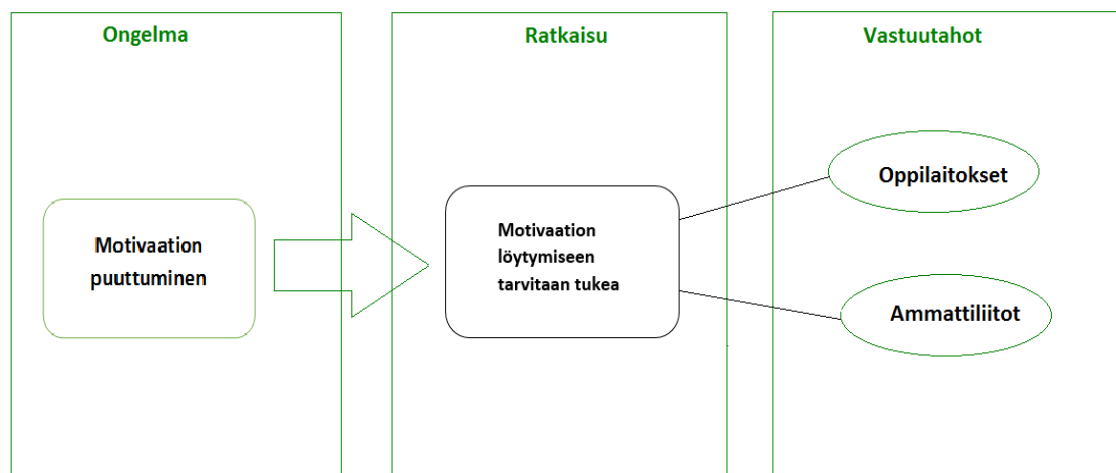 Ongelma
Motivaation
puuttuminen
Ratkaisu
Motivaation
löytymiseen
tarvitaan tukea
Vastuutahot
Oppilaitokset
Ammattiliitot